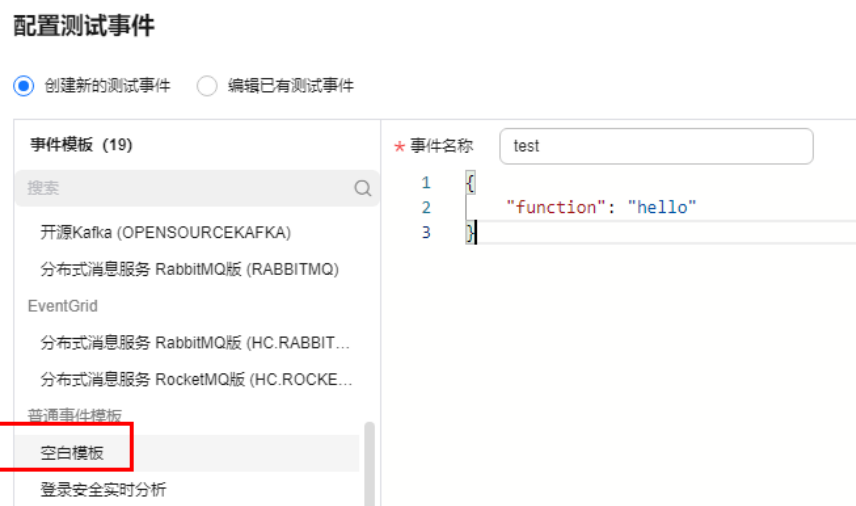 配置测试事件
创建新的测试事件 编辑已有测试事件
事件模板 (19)
搜索
开源Kafka (OPENSOURCEKAFKA)
分布式消息服务 RabbitMQ版 (RABBITMQ)
EventGrid
分布式消息服务 RabbitMQ版 (HC.RABBIT...
分布式消息服务 RocketMQ版 (HC.ROCKE...
普通事件模板
空白模板
登录安全实时分析
* 事件名称 test
1 {
2 "function": "hello"
3 }